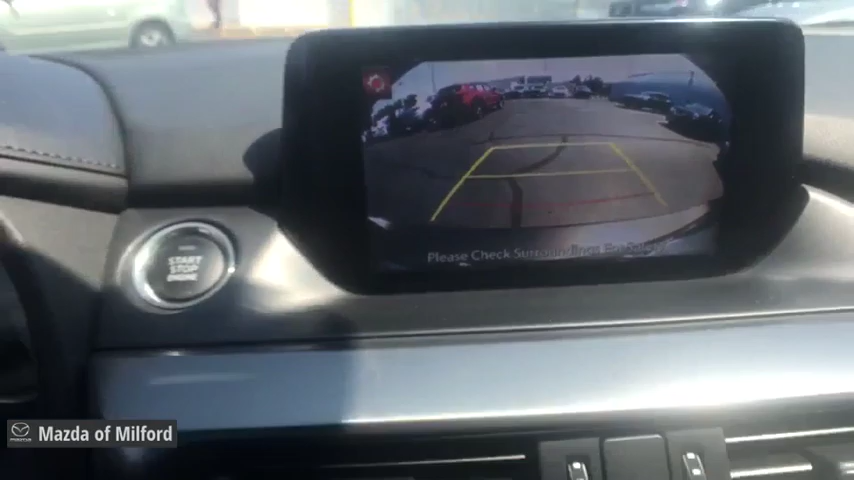 Please Check Surroundings For Safety
START
STOP
ENGINE
Mazda of Milford